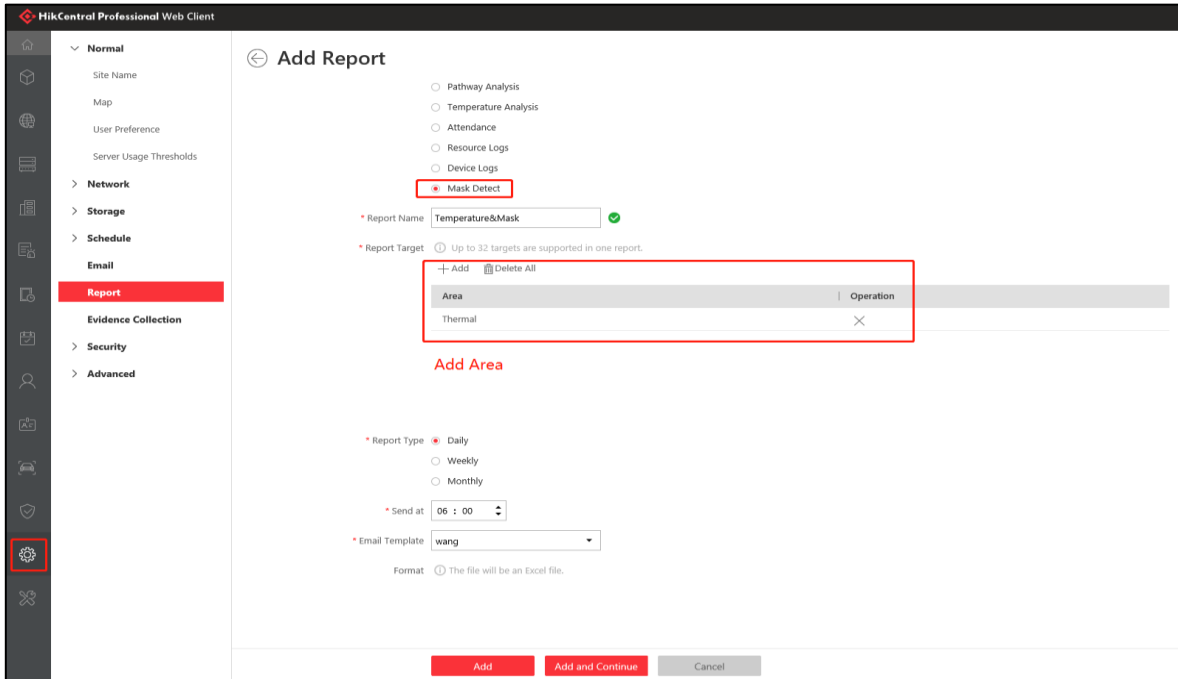 HikCentral Professional Web Client
Normal
Site Name
Map
User Preference
Server Usage Thresholds
Network
Storage
Schedule
Email
Report
Evidence Collection
Security
Advanced
Add Report
Pathway Analysis
Temperature Analysis
Attendance
Resource Logs
Device Logs
Mask Detect
* Report Name Temperature&Mask
* Report Target Up to 32 targets are supported in one report.
Add Delete All
Area Operation
Thermal
Add Area
* Report Type Daily
Weekly
Monthly
* Send at 06 : 00
* Email Template wang
Format The file will be an Excel file.
Add Add and Continue Cancel